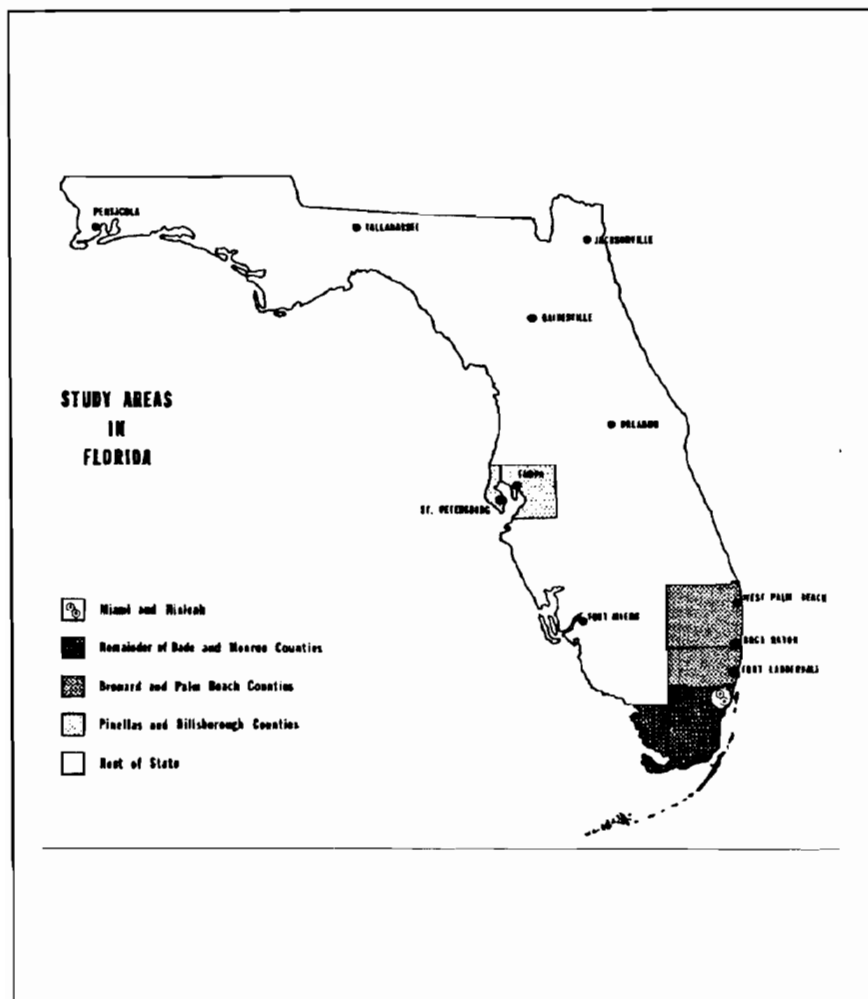 PENSACOLA
TALLAHASSEE
JACKSONVILLE
GAINESVILLE
ORLANDO
STUDY AREAS
IN
FLORIDA
TAMPA
ST. PETERSBURG
WEST PALM BEACH
FORT MYERS
BOCA RATON
FORT LAUDERDALE
Miami and Hialeah
Remainder of Dade and Monroe Counties
Broward and Palm Beach Counties
Pinellas and Hillsborough Counties
Rest of State